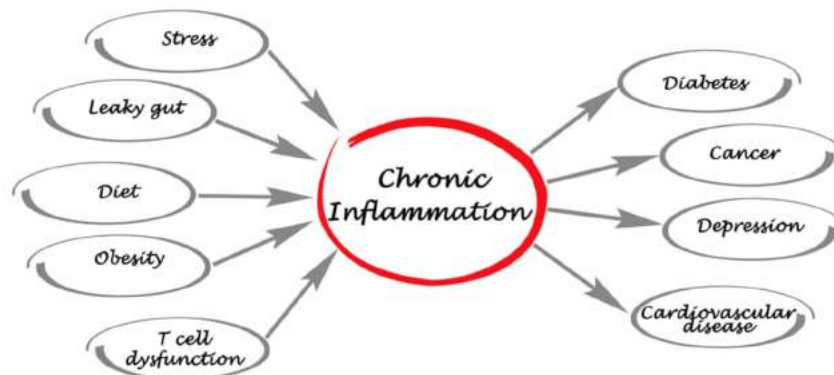 Stress
Leaky gut
Diet
Obesity
T cell
dysfunction
Chronic
Inflammation
Diabetes
Cancer
Depression
Cardiovascular
disease